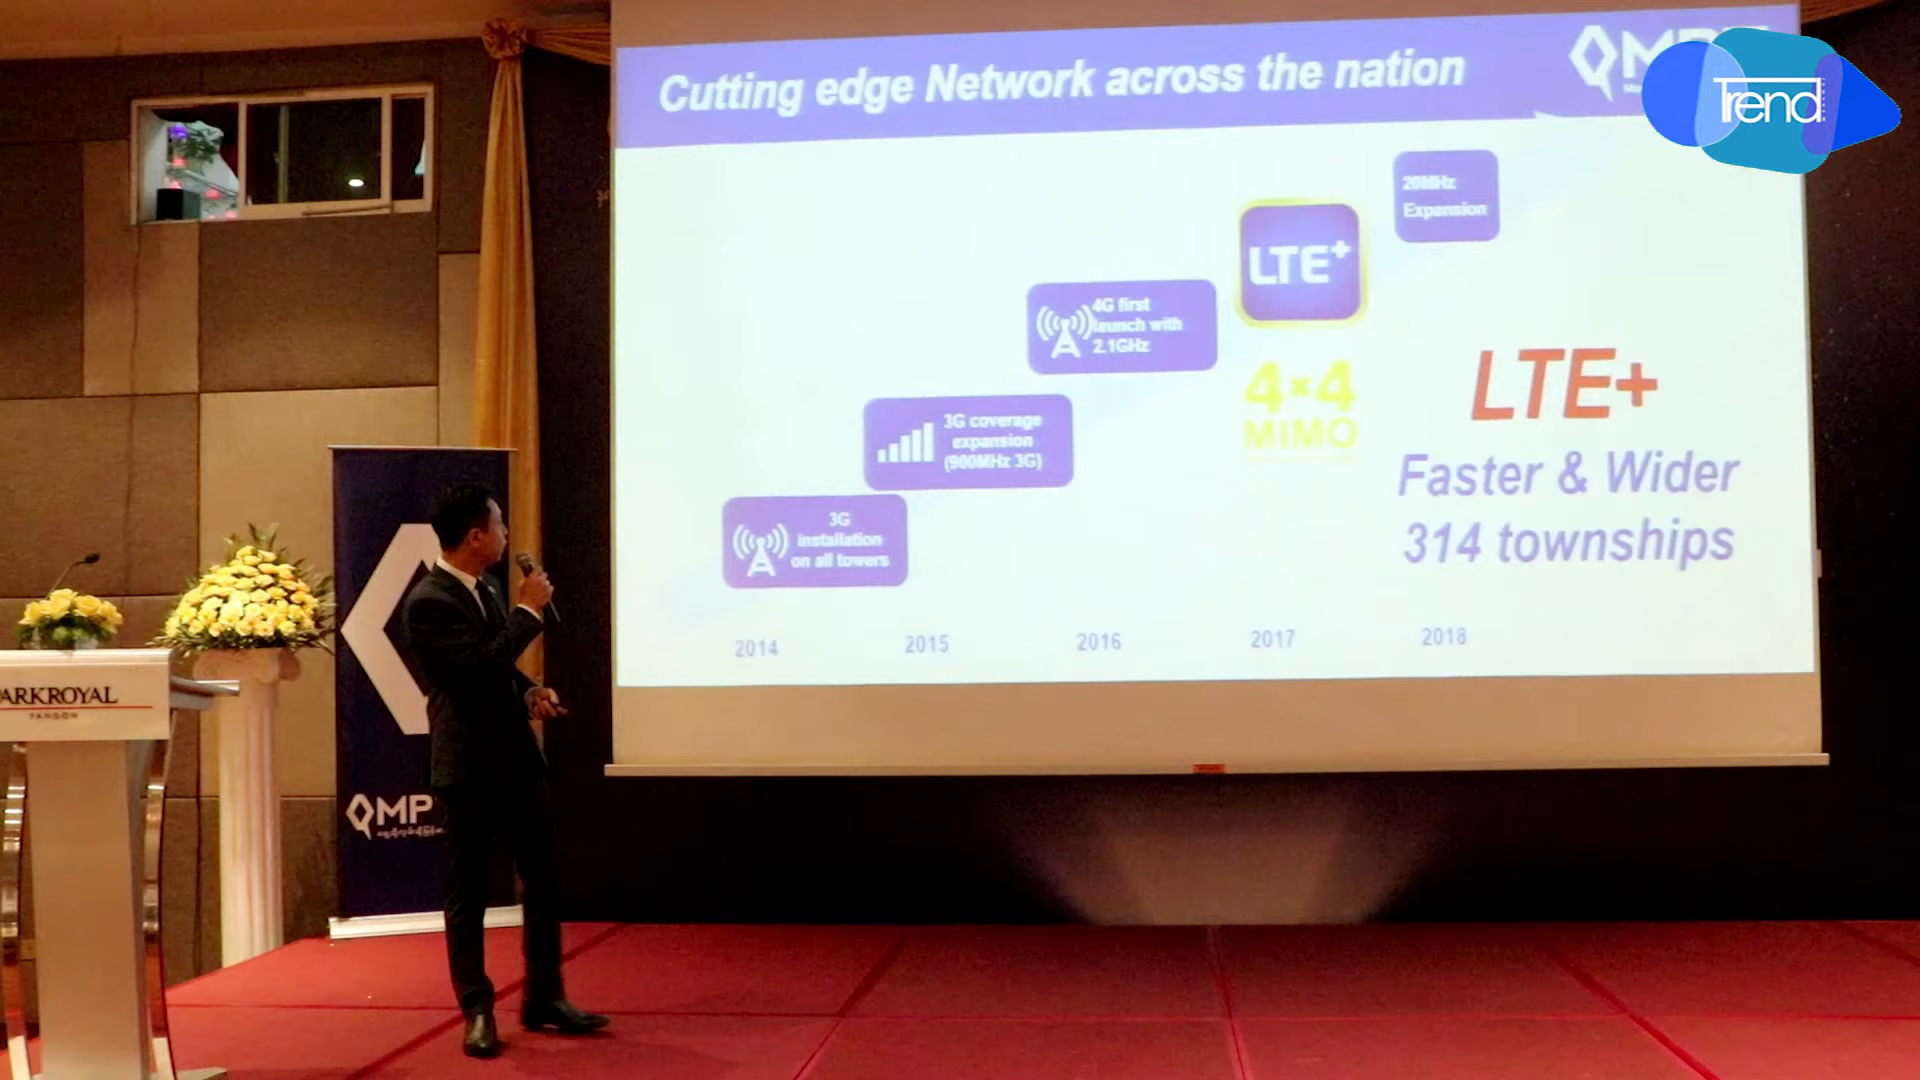 Cutting edge Network across the nation
Trend
20MHz
Expansion
LTE+
4G first
launch with
2.1GHz
4×4
MIMO
LTE+
3G coverage
expansion
(900MHz 3G)
Faster & Wider
314 townships
3G
installation
on all towers
2014 2015 2016 2017 2018
ARKROYAL
YANGON
MP